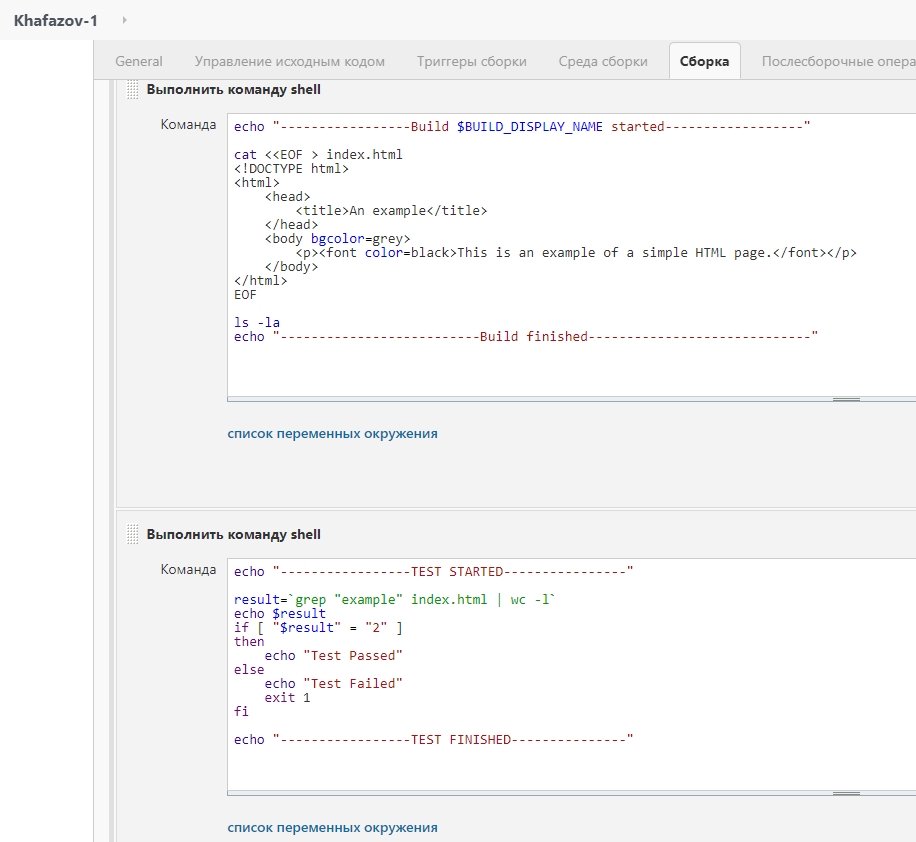 Khafazov-1
General Управление исходным кодом Триггеры сборки Среда сборки Сборка Послесборочные опера
Выполнить команду shell
Команда
echo "-----------------Build $BUILD_DISPLAY_NAME started------------------"
cat <<EOF > index.html
<!DOCTYPE html>
<html>
    <head>
        <title>An example</title>
    </head>
    <body bgcolor=grey>
        <p><font color=black>This is an example of a simple HTML page.</font></p>
    </body>
</html>
EOF
ls -la
echo "--------------------------Build finished-----------------------------"
список переменных окружения
Выполнить команду shell
Команда
echo "-----------------TEST STARTED----------------"
result=`grep "example" index.html | wc -l`
echo $result
if [ "$result" = "2" ]
then
    echo "Test Passed"
else
    echo "Test Failed"
    exit 1
fi
echo "-----------------TEST FINISHED---------------"
список переменных окружения